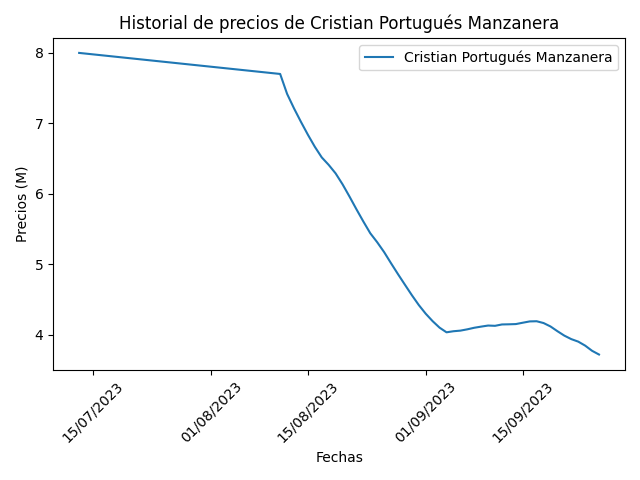 Historial de precios de Cristian Portugués Manzanera
Cristian Portugués Manzanera
8
7
6
5
4
Precios (M)
15/07/2023
01/08/2023
15/08/2023
01/09/2023
15/09/2023
Fechas